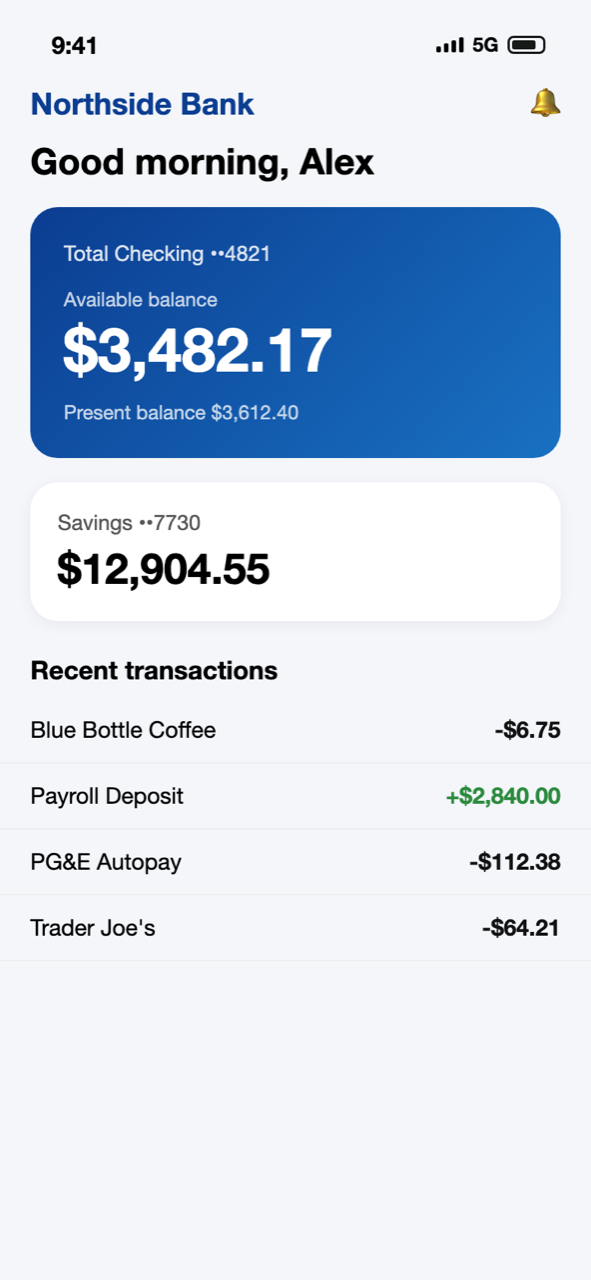 9:41 5G
Northside Bank
Good morning, Alex
Total Checking ••4821
Available balance
$3,482.17
Present balance $3,612.40
Savings ••7730
$12,904.55
Recent transactions
Blue Bottle Coffee -$6.75
Payroll Deposit +$2,840.00
PG&E Autopay -$112.38
Trader Joe's -$64.21